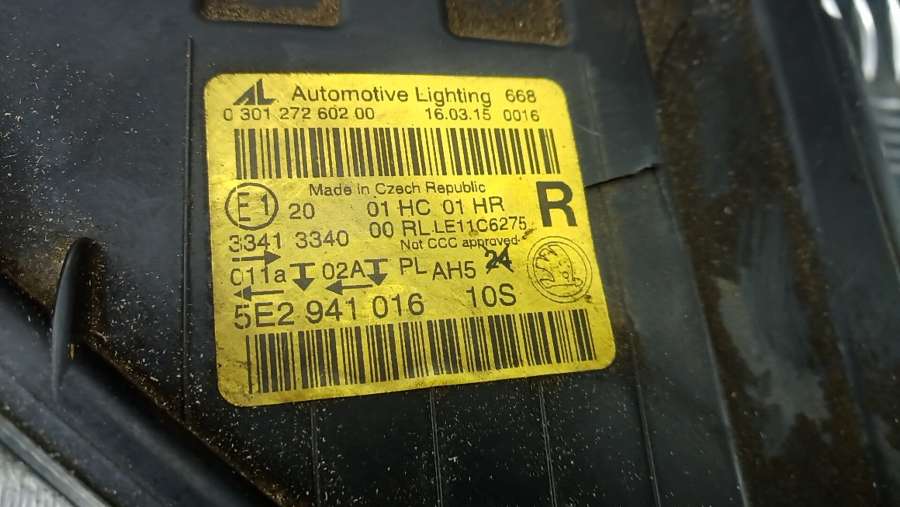 AL Automotive Lighting 668
0 301 272 602 00 16.03.15 0016
Made in Czech Republic
E1 20 01 HC 01 HR R
3341 3340 00 RL.LE11C6275
Not CCC approved
011a 02A PL AH5 24
5E2 941 016 10S